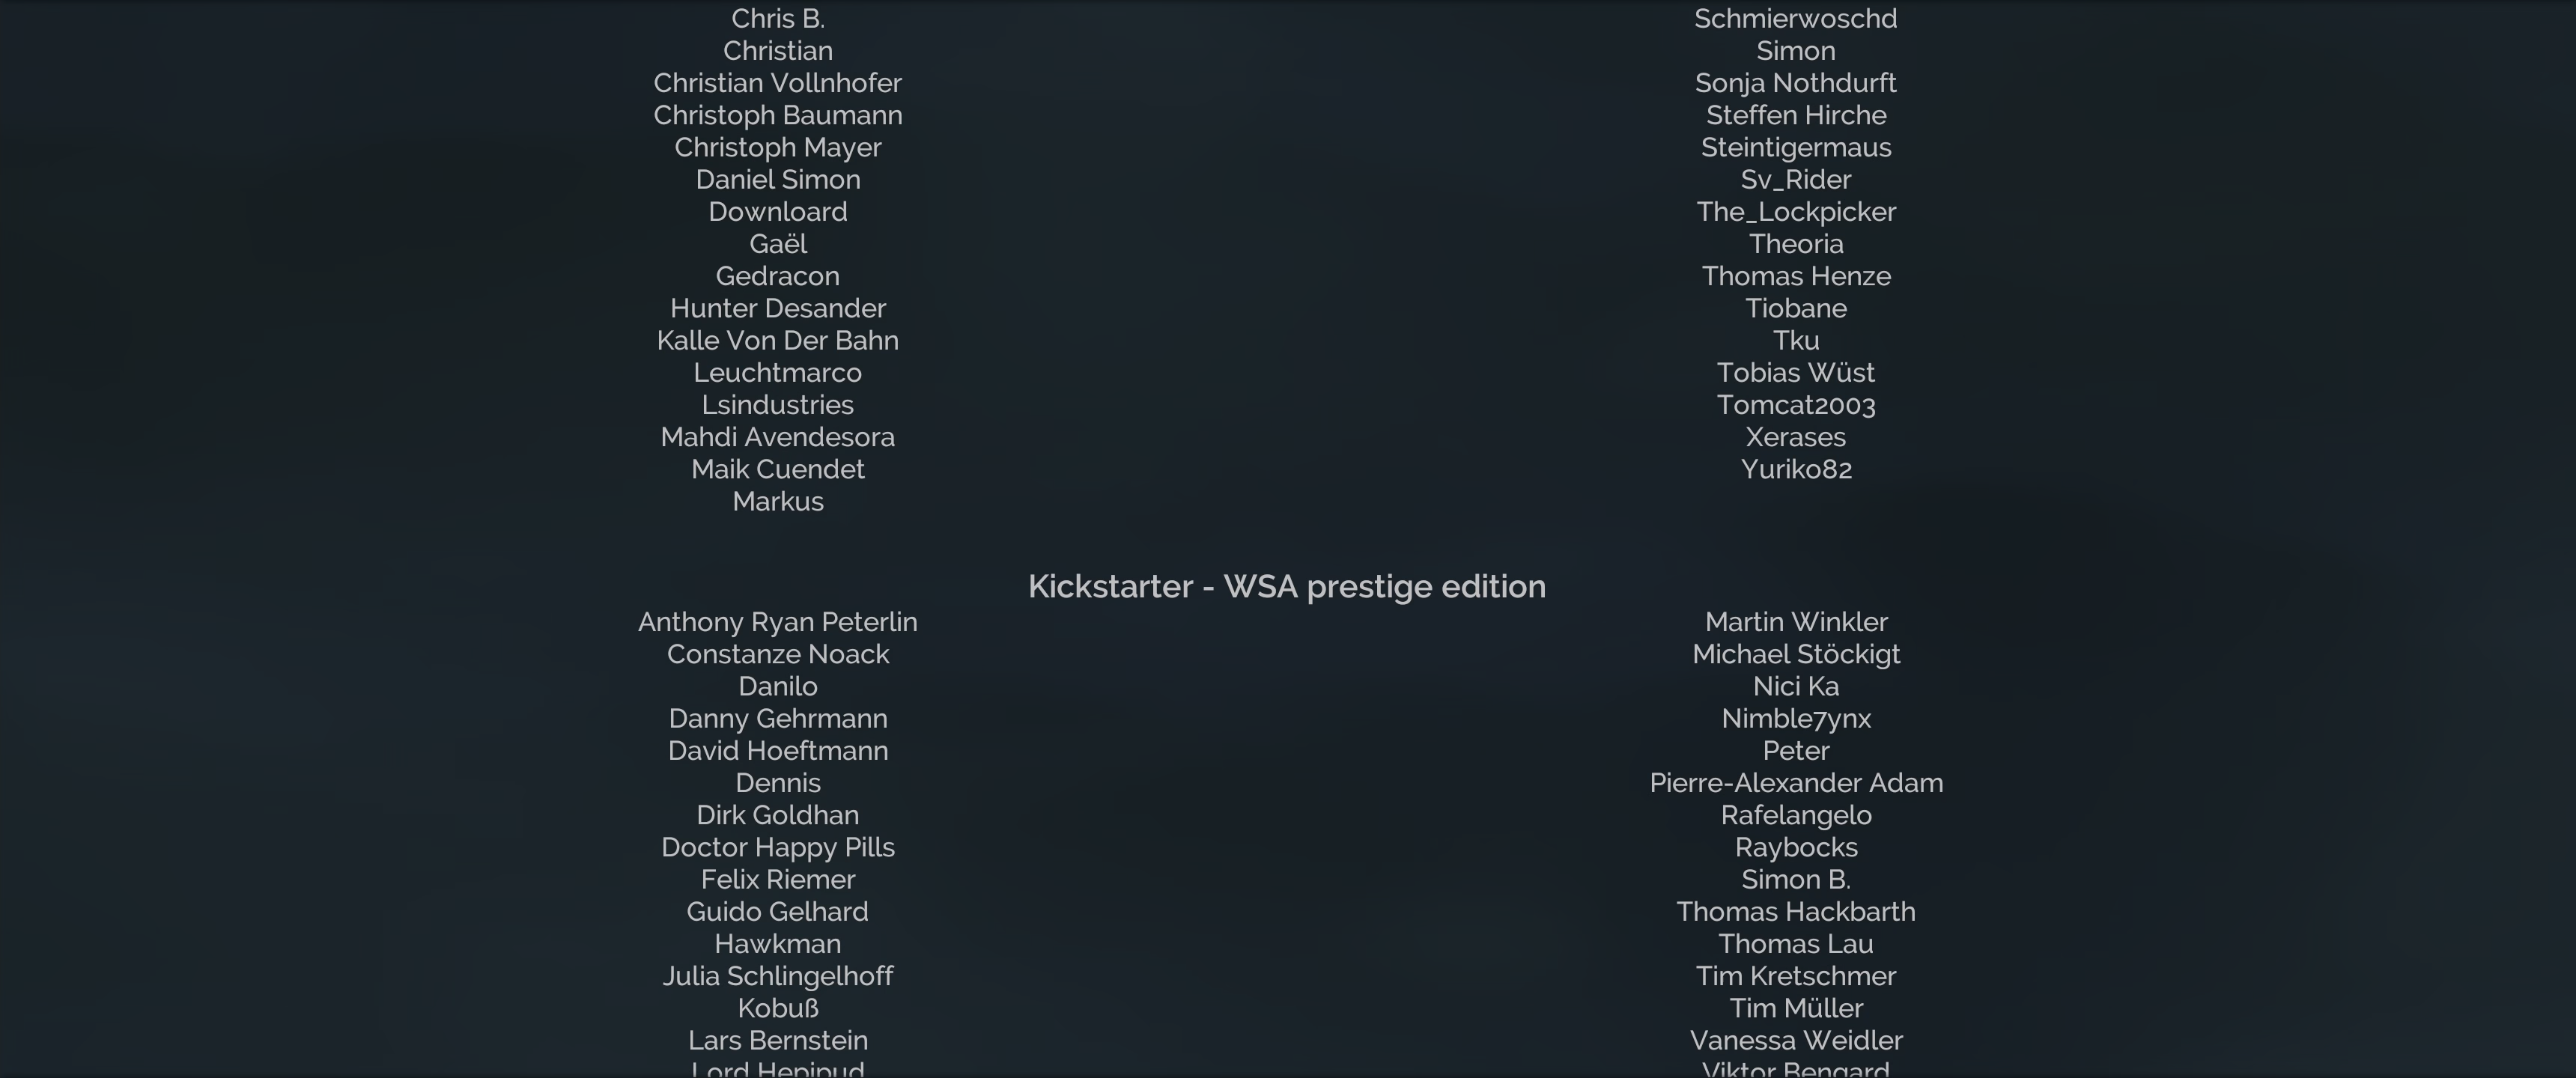 Chris B.
Christian
Christian Vollnhofer
Christoph Baumann
Christoph Mayer
Daniel Simon
Downloard
Gaël
Gedracon
Hunter Desander
Kalle Von Der Bahn
Leuchtmarco
Lsindustries
Mahdi Avendesora
Maik Cuendet
Markus
Schmierwoschd
Simon
Sonja Nothdurft
Steffen Hirche
Steintigermaus
Sv_Rider
The_Lockpicker
Theoria
Thomas Henze
Tiobane
Tku
Tobias Wüst
Tomcat2003
Xerases
Yuriko82
Kickstarter - WSA prestige edition
Anthony Ryan Peterlin
Constanze Noack
Danilo
Danny Gehrmann
David Hoeftmann
Dennis
Dirk Goldhan
Doctor Happy Pills
Felix Riemer
Guido Gelhard
Hawkman
Julia Schlingelhoff
Kobuß
Lars Bernstein
Lord Hepipud
Martin Winkler
Michael Stöckigt
Nici Ka
Nimble7ynx
Peter
Pierre-Alexander Adam
Rafelangelo
Raybocks
Simon B.
Thomas Hackbarth
Thomas Lau
Tim Kretschmer
Tim Müller
Vanessa Weidler
Viktor Bengard